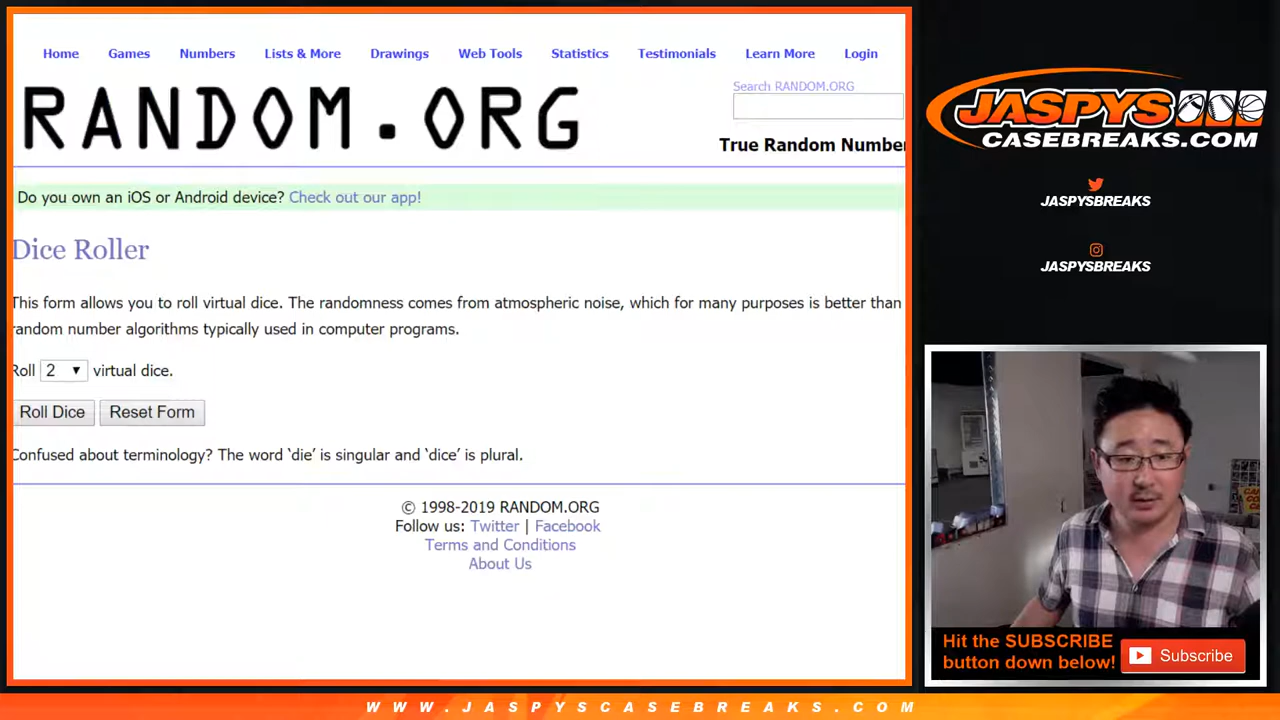 Home Games Numbers Lists & More Drawings Web Tools Statistics Testimonials Learn More Login
RANDOM.ORG
Search RANDOM.ORG
True Random Number
Do you own an iOS or Android device? Check out our app!
Dice Roller
This form allows you to roll virtual dice. The randomness comes from atmospheric noise, which for many purposes is better than
random number algorithms typically used in computer programs.
Roll 2 virtual dice.
Roll Dice Reset Form
Confused about terminology? The word ‘die’ is singular and ‘dice’ is plural.
© 1998-2019 RANDOM.ORG
Follow us: Twitter | Facebook
Terms and Conditions
About Us
JASPYS
CASEBREAKS.COM
JASPYSBREAKS
JASPYSBREAKS
Hit the SUBSCRIBE
button down below!
Subscribe
WWW.JASPYSCASEBREAKS.COM